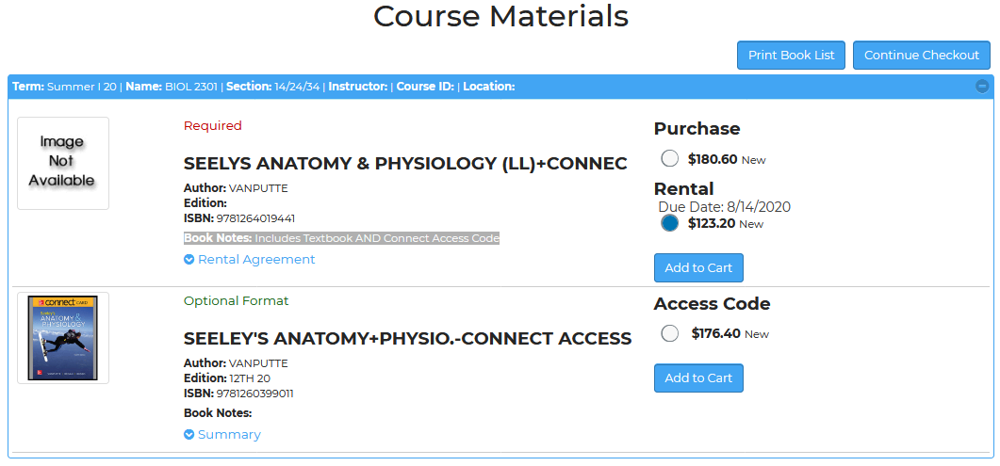 Course Materials
Print Book List
Continue Checkout
Term: Summer I 20 | Name: BIOL 2301 | Section: 14/24/34 | Instructor: | Course ID: | Location:
Image
Not
Available
Required
SEELYS ANATOMY & PHYSIOLOGY (LL)+CONNEC
Author: VANPUTTE
Edition:
ISBN: 9781264019441
Book Notes: Includes Textbook AND Connect Access Code
Rental Agreement
Purchase
$180.60 New
Rental
Due Date: 8/14/2020
$123.20 New
Add to Cart
connect CARD
Seeley's
ANATOMY &
PHYSIOLOGY
Optional Format
SEELEY'S ANATOMY+PHYSIO.-CONNECT ACCESS
Author: VANPUTTE
Edition: 12TH 20
ISBN: 9781260399011
Book Notes:
Summary
Access Code
$176.40 New
Add to Cart